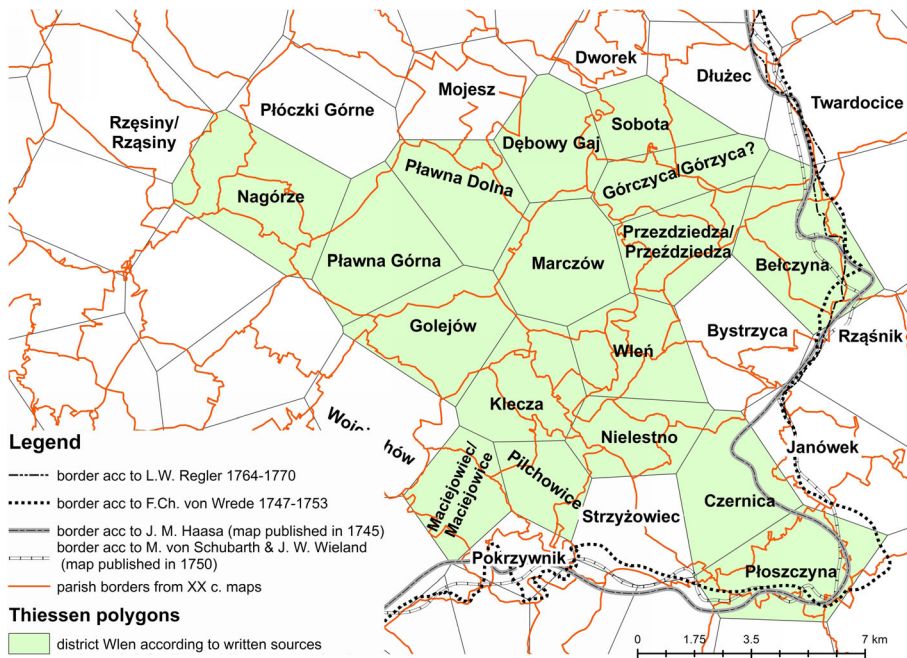 Dworek
Dłużec
Mojesz
Płóczki Górne
Twardocice
Rzęsiny/
Rząsiny
Sobota
Dębowy Gaj
Górczyca/Górzyca?
Pławna Dolna
Nagórze
Przezdziedza/
Przeździedza
Pławna Górna
Marczów
Bełczyna
Golejów
Wleń
Bystrzyca
Rząśnik
Klecza
Nielestno
Janówek
Maciejowiec/
Maciejowice
Pilchowice
Czernica
Strzyżowiec
Pokrzywnik
Płoszczyna
Legend
border acc to L.W. Regler 1764-1770
border acc to F.Ch. von Wrede 1747-1753
border acc to J. M. Haasa (map published in 1745)
border acc to M. von Schubarth & J. W. Wieland
(map published in 1750)
parish borders from XX c. maps
Thiessen polygons
district Wlen according to written sources
0 1.75 3.5 7 km